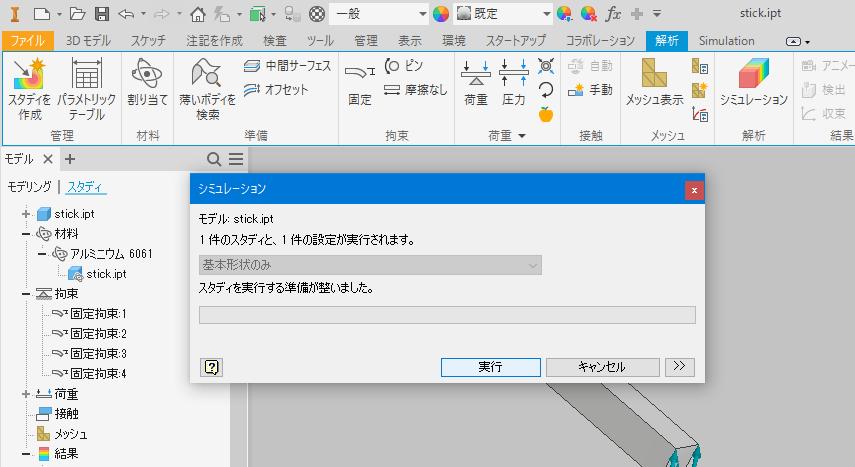 一般 既定 fx stick.ipt
ファイル 3D モデル スケッチ 注記を作成 検査 ツール 管理 表示 環境 スタートアップ コラボレーション 解析 Simulation
スタディを作成 パラメトリックテーブル 割り当て 薄いボディを検索 中間サーフェス オフセット 固定 ピン 摩擦なし 荷重 圧力 自動 手動 メッシュ表示 シミュレーション アニメー 検出 収束
管理 材料 準備 拘束 荷重 接触 メッシュ 解析 結果
モデル
モデリング スタディ
stick.ipt
材料
アルミニウム 6061
stick.ipt
拘束
固定拘束:1
固定拘束:2
固定拘束:3
固定拘束:4
荷重
接触
メッシュ
結果
シミュレーション
モデル: stick.ipt
1 件のスタディと、1 件の設定が実行されます。
基本形状のみ
スタディを実行する準備が整いました。
実行 キャンセル >>